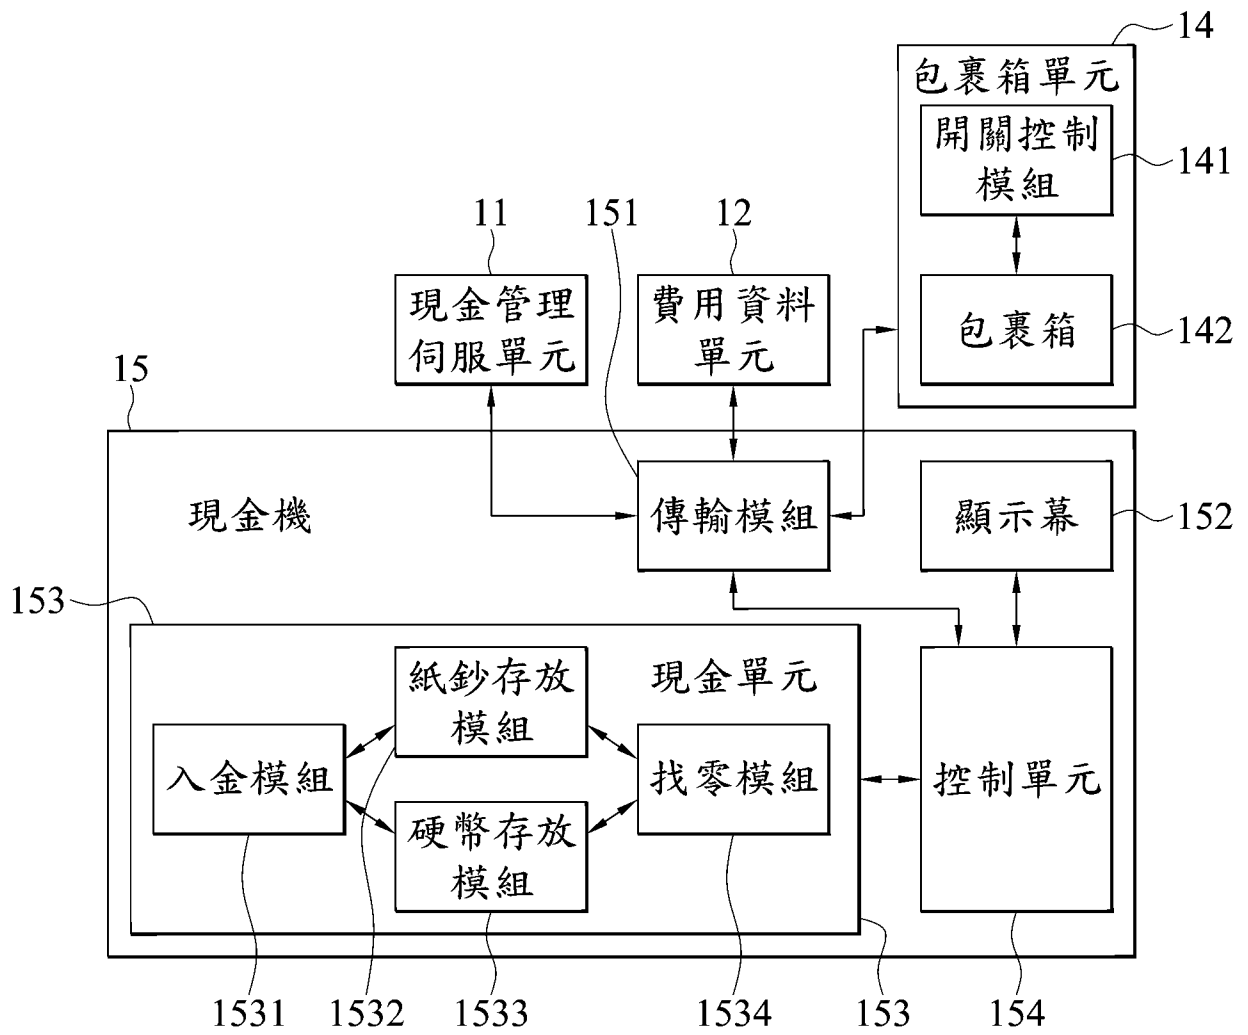 14
包裹箱單元
開關控制
模組
141
包裹箱
142
11
現金管理
伺服單元
151
12
費用資料
單元
15
現金機
傳輸模組
顯示幕
152
153
紙鈔存放
模組
現金單元
入金模組
找零模組
控制單元
硬幣存放
模組
1531
1532
1533
1534
153
154